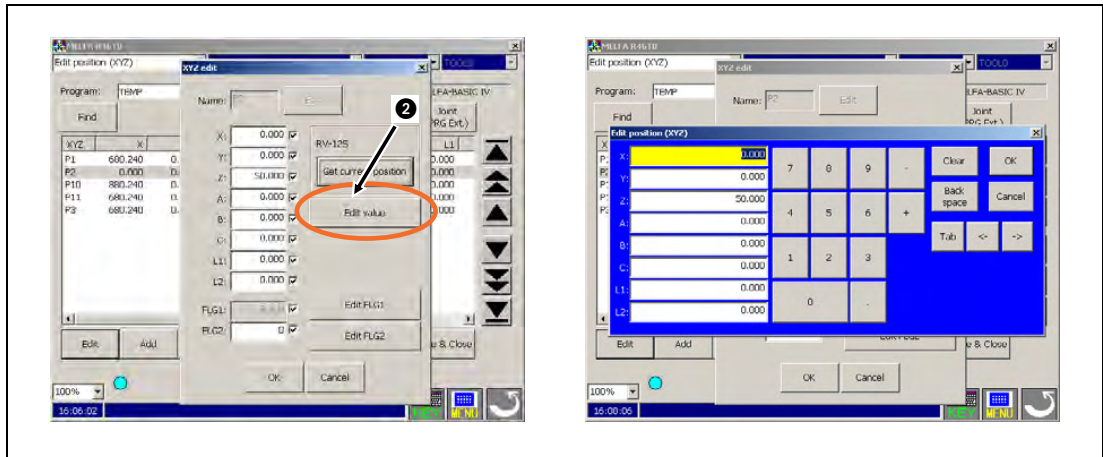 MELFA R46TB
Edit position (XYZ)
TOOL0
XYZ edit
Program: TEMP
LFA-BASIC IV
Name: P2
Find
Joint
PRG Ext.)
2
XYZ X L1
P1 680.240 0. 0.000
P2 0.000 0. 0.000
P10 880.240 0. 0.000
P11 680.240 0. 0.000
P3 680.240 0. 0.000
X: 0.000
Y: 0.000
Z: 50.000
A: 0.000
B: 0.000
C: 0.000
L1: 0.000
L2: 0.000
FLG1:
FLG2: 0
RV-12S
Get current position
Edit value
Edit FLG1
Edit FLG2
Edit Add e & Close
OK Cancel
100%
16:06:02
KEY MENU
MELFA R46TB
Edit position (XYZ)
TOOL0
XYZ edit
Program: TEMP
LFA-BASIC IV
Name: P2 Edit
Find
Joint
PRG Ext.)
Edit position (XYZ)
X: 0.000
Y: 0.000
Z: 50.000
A: 0.000
B: 0.000
C: 0.000
L1: 0.000
L2: 0.000
7 8 9 -
4 5 6 +
1 2 3
0 .
Clear OK
Back space Cancel
Tab <- ->
Edit Add e & Close
OK Cancel
100%
16:08:06
KEY MENU